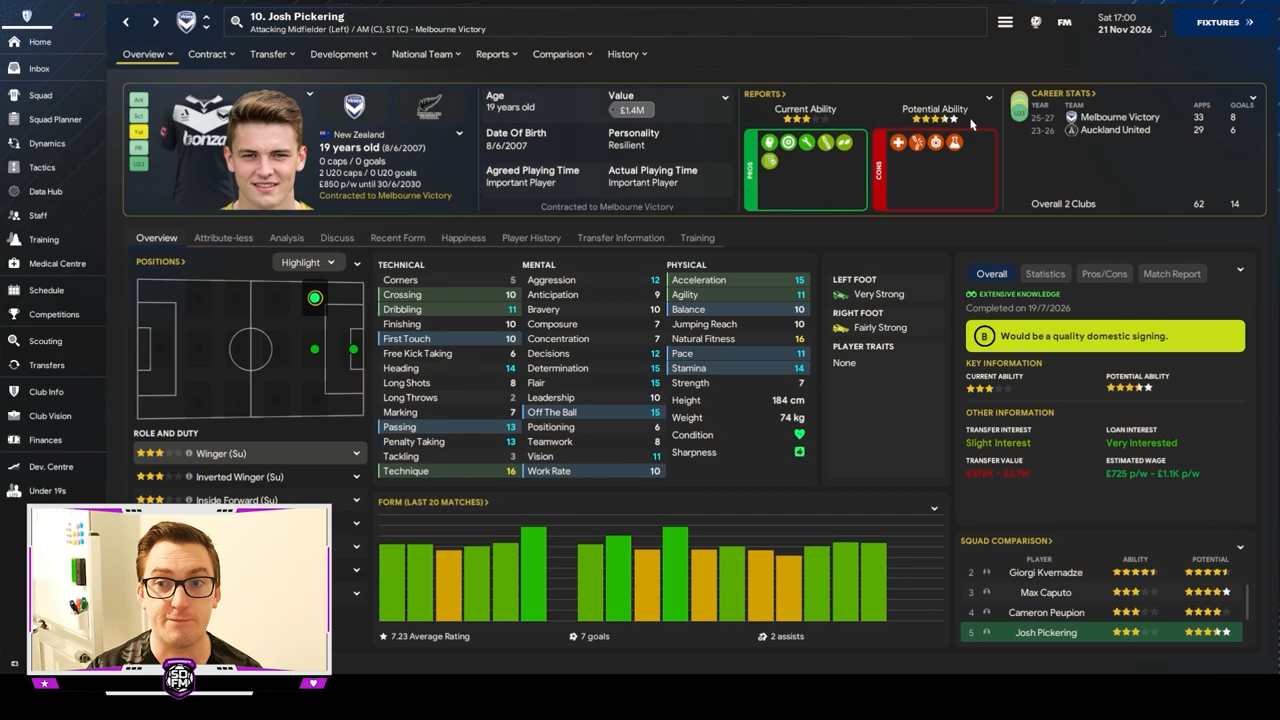 10. Josh Pickering
Attacking Midfielder (Left) / AM (C), ST (C) - Melbourne Victory
FM
Sat 17:00
21 Nov 2026
FIXTURES
Home
Inbox
Squad
Squad Planner
Dynamics
Tactics
Data Hub
Staff
Training
Medical Centre
Schedule
Competitions
Scouting
Transfers
Club Info
Club Vision
Finances
Dev. Centre
Under 19s
Overview
Contract
Transfer
Development
National Team
Reports
Comparison
History
Ari
Sct
Yel
PR
U23
New Zealand
19 years old (8/6/2007)
0 caps / 0 goals
2 U20 caps / 0 U20 goals
£850 p/w until 30/6/2030
Contracted to Melbourne Victory
Age
19 years old
Value
£1.4M
Date Of Birth
8/6/2007
Personality
Resilient
Agreed Playing Time
Important Player
Actual Playing Time
Important Player
Contracted to Melbourne Victory
REPORTS
Current Ability
Potential Ability
PROS
CONS
CAREER STATS
YEAR TEAM APPS GOALS
25-27 Melbourne Victory 33 8
23-26 Auckland United 29 6
Overall 2 Clubs 62 14
Overview
Attribute-less
Analysis
Discuss
Recent Form
Happiness
Player History
Transfer Information
Training
POSITIONS
Highlight
ROLE AND DUTY
Winger (Su)
Inverted Winger (Su)
Inside Forward (Su)
TECHNICAL
Corners 5
Crossing 10
Dribbling 11
Finishing 10
First Touch 10
Free Kick Taking 6
Heading 14
Long Shots 8
Long Throws 2
Marking 7
Passing 13
Penalty Taking 13
Tackling 3
Technique 16
MENTAL
Aggression 12
Anticipation 9
Bravery 10
Composure 7
Concentration 7
Decisions 12
Determination 15
Flair 15
Leadership 10
Off The Ball 15
Positioning 6
Teamwork 8
Vision 11
Work Rate 10
PHYSICAL
Acceleration 15
Agility 11
Balance 10
Jumping Reach 10
Natural Fitness 16
Pace 11
Stamina 14
Strength 7
Height 184 cm
Weight 74 kg
Condition
Sharpness
LEFT FOOT
Very Strong
RIGHT FOOT
Fairly Strong
PLAYER TRAITS
None
FORM (LAST 20 MATCHES)
7.23 Average Rating
7 goals
2 assists
Overall
Statistics
Pros/Cons
Match Report
EXTENSIVE KNOWLEDGE
Completed on 19/7/2026
B Would be a quality domestic signing.
KEY INFORMATION
CURRENT ABILITY
POTENTIAL ABILITY
OTHER INFORMATION
TRANSFER INTEREST
Slight Interest
LOAN INTEREST
Very Interested
TRANSFER VALUE
ESTIMATED WAGE
£725 p/w - £1.1K p/w
SQUAD COMPARISON
PLAYER ABILITY POTENTIAL
2 Giorgi Kvernadze
3 Max Caputo
4 Cameron Peupion
5 Josh Pickering
SD
FM